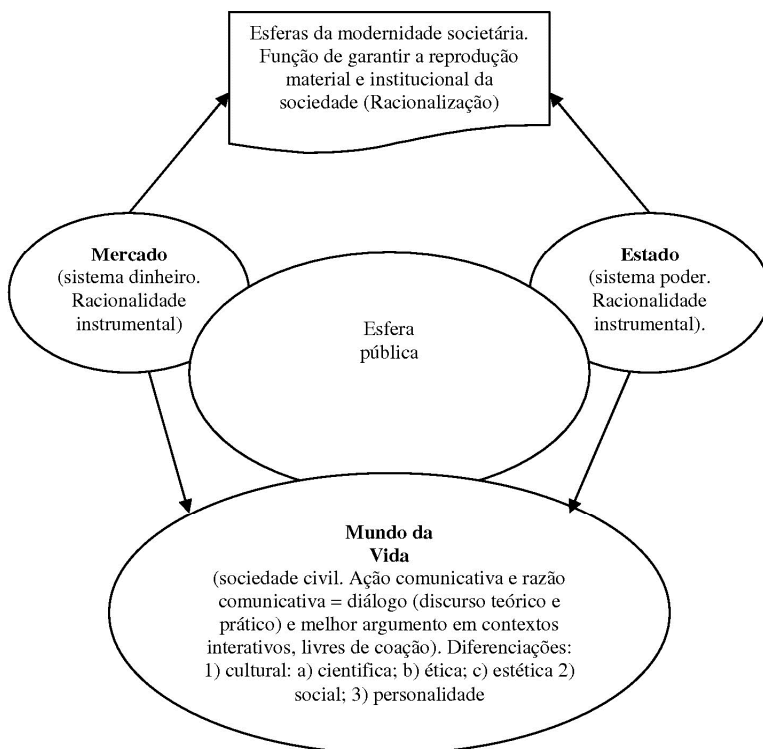 Esferas da modernidade societária.
Função de garantir a reprodução
material e institucional da
sociedade (Racionalização)
Mercado
(sistema dinheiro.
Racionalidade
instrumental)
Estado
(sistema poder.
Racionalidade
instrumental).
Esfera
pública
Mundo da
Vida
(sociedade civil. Ação comunicativa e razão
comunicativa = diálogo (discurso teórico e
prático) e melhor argumento em contextos
interativos, livres de coação). Diferenciações:
1) cultural: a) cientifica; b) ética; c) estética 2)
social; 3) personalidade